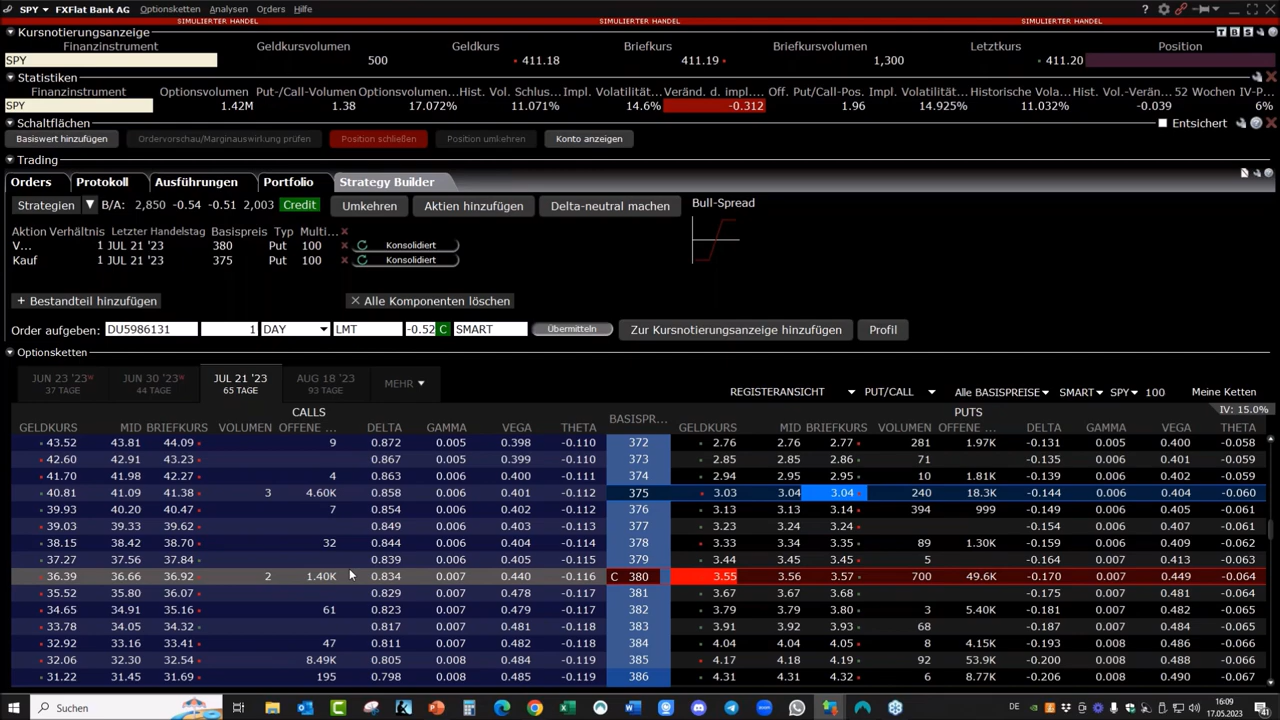 SPY FXFlat Bank AG Optionsketten Analysen Orders Hilfe
SIMULIERTER HANDEL SIMULIERTER HANDEL SIMULIERTER HANDEL
Kursnotierungsanzeige
Finanzinstrument Geldkursvolumen Geldkurs Briefkurs Briefkursvolumen Letztkurs Position
SPY 500 411.18 411.19 1,300 411.20
Statistiken
Finanzinstrument Optionsvolumen Put-/Call-Volumen Optionsvolumen... Hist. Vol. Schlus... Impl. Volatilität... Veränd. d. impl.... Off. Put/Call-Pos. Impl. Volatilität... Historische Vola... Hist. Vol.-Verän... 52 Wochen IV-P...
SPY 1.42M 1.38 17.072% 11.071% 14.6% -0.312 1.96 14.925% 11.032% -0.039 6%
Schaltflächen Entsichert
Basiswert hinzufügen Ordervorschau/Marginauswirkung prüfen Position schließen Position umkehren Konto anzeigen
Trading
Orders Protokoll Ausführungen Portfolio Strategy Builder
Strategien B/A: 2,850 -0.54 -0.51 2,003 Credit Umkehren Aktien hinzufügen Delta-neutral machen Bull-Spread
Aktion Verhältnis Letzter Handelstag Basispreis Typ Multi...
V... 1 JUL 21 '23 380 Put 100 Konsolidiert
Kauf 1 JUL 21 '23 375 Put 100 Konsolidiert
+ Bestandteil hinzufügen Alle Komponenten löschen
Order aufgeben: DU5986131 1 DAY LMT -0.52 C SMART Übermitteln Zur Kursnotierungsanzeige hinzufügen Profil
Optionsketten
JUN 23 '23 JUN 30 '23 JUL 21 '23 AUG 18 '23 MEHR
37 TAGE 44 TAGE 65 TAGE 93 TAGE
REGISTERANSICHT PUT/CALL Alle BASISPREISE SMART SPY 100 Meine Ketten
CALLS PUTS IV: 15.0%
GELDKURS MID BRIEFKURS VOLUMEN OFFENE ... DELTA GAMMA VEGA THETA BASISPR... GELDKURS MID BRIEFKURS VOLUMEN OFFENE ... DELTA GAMMA VEGA THETA
43.52 43.81 44.09 9 0.872 0.005 0.398 -0.110 372 2.76 2.76 2.77 281 1.97K -0.131 0.006 0.400 -0.058
42.60 42.91 43.23 0.867 0.005 0.399 -0.110 373 2.85 2.85 2.86 71 -0.135 0.006 0.401 -0.059
41.70 41.98 42.27 4 0.863 0.006 0.400 -0.111 374 2.94 2.95 2.95 10 1.81K -0.139 0.006 0.402 -0.059
40.81 41.09 41.38 3 4.60K 0.858 0.006 0.401 -0.112 375 3.03 3.04 3.04 240 18.3K -0.144 0.006 0.404 -0.060
39.93 40.20 40.47 7 0.854 0.006 0.402 -0.112 376 3.13 3.13 3.14 394 999 -0.149 0.006 0.405 -0.061
39.03 39.33 39.62 0.849 0.006 0.403 -0.113 377 3.23 3.24 3.24 -0.154 0.006 0.407 -0.061
38.15 38.42 38.70 32 0.844 0.006 0.403 -0.114 378 3.33 3.34 3.35 89 1.30K -0.159 0.006 0.409 -0.062
37.27 37.56 37.84 0.839 0.006 0.404 -0.115 379 3.44 3.45 3.45 5 -0.164 0.007 0.413 -0.063
36.39 36.66 36.92 2 1.40K 0.834 0.007 0.440 -0.116 C 380 3.55 3.56 3.57 700 49.6K -0.170 0.007 0.449 -0.064
35.52 35.80 36.07 0.829 0.007 0.478 -0.117 381 3.67 3.67 3.68 -0.175 0.007 0.481 -0.064
34.65 34.91 35.16 61 0.823 0.007 0.479 -0.117 382 3.79 3.79 3.80 3 5.40K -0.181 0.007 0.482 -0.065
33.78 34.05 34.32 0.817 0.007 0.481 -0.118 383 3.91 3.92 3.93 68 -0.187 0.007 0.484 -0.065
32.92 33.16 33.41 47 0.811 0.007 0.482 -0.118 384 4.04 4.04 4.05 8 4.15K -0.193 0.008 0.486 -0.066
32.06 32.30 32.54 8.49K 0.805 0.008 0.484 -0.119 385 4.17 4.18 4.19 92 53.9K -0.200 0.008 0.488 -0.066
31.22 31.45 31.69 195 0.798 0.008 0.485 -0.119 386 4.31 4.31 4.32 6 8.77K -0.206 0.008 0.490 -0.067
Suchen DE 16:09
17.05.2023